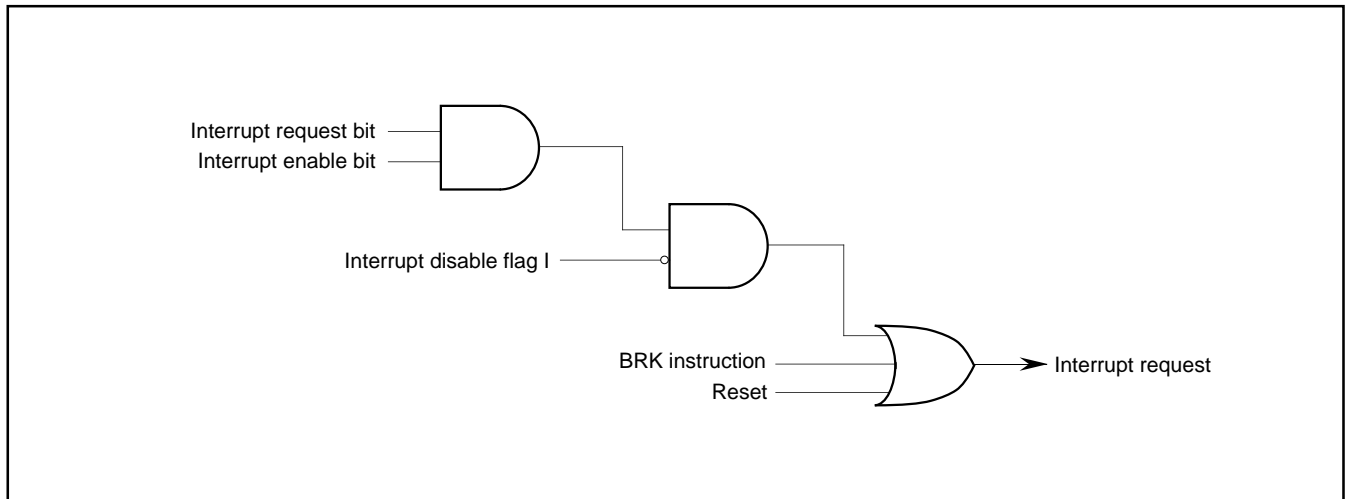 Interrupt request bit
Interrupt enable bit
Interrupt disable flag I
BRK instruction
Reset
Interrupt request